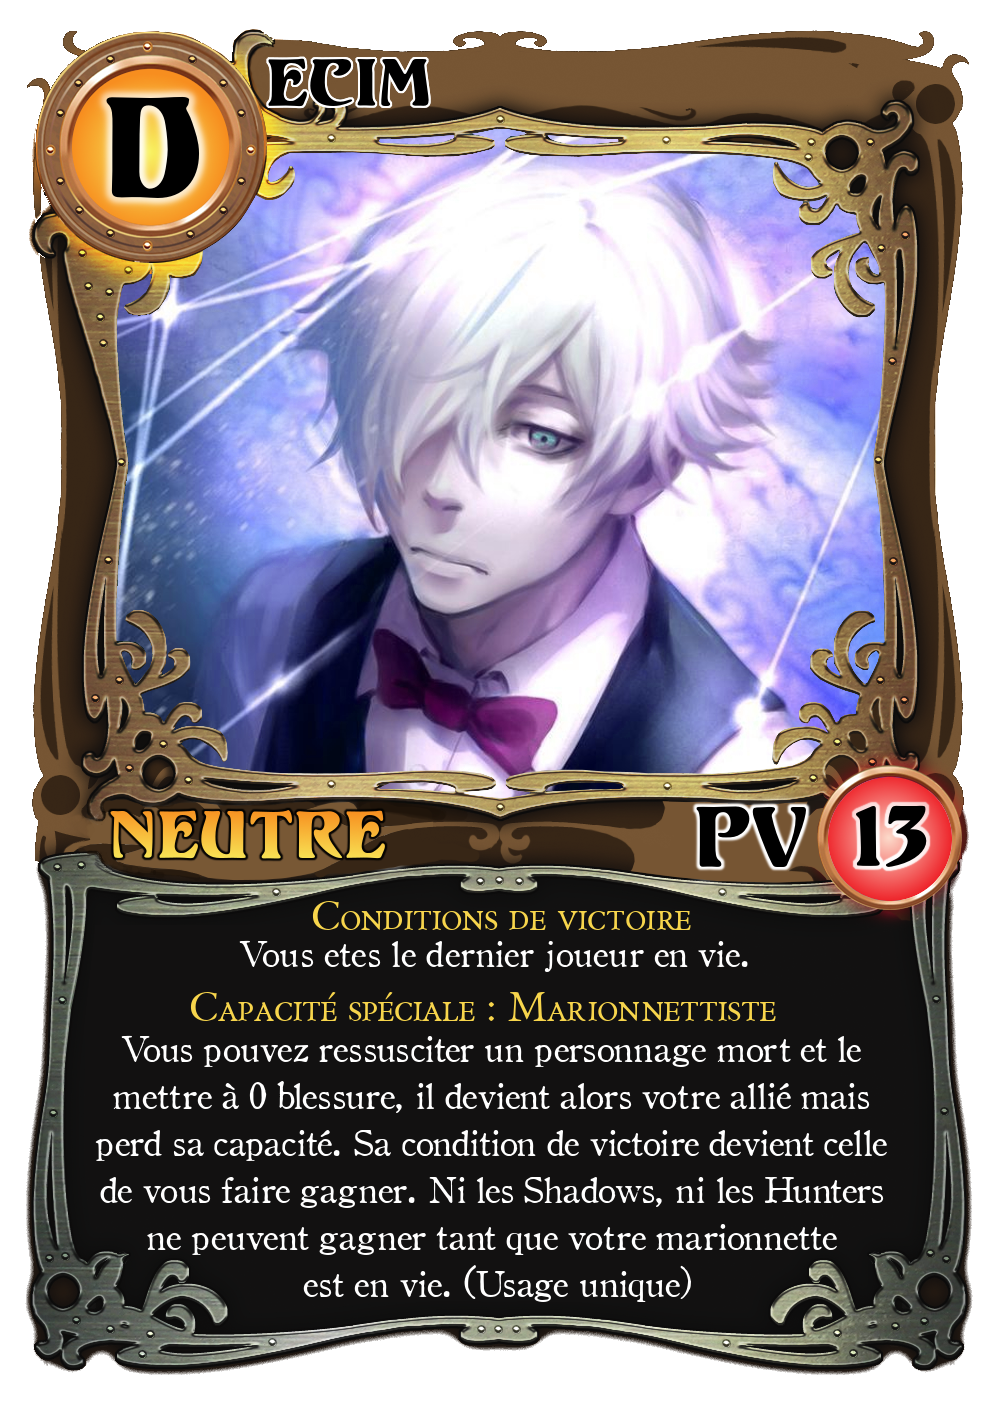 DECIM
NEUTRE
PV 13
Conditions de victoire
Vous etes le dernier joueur en vie.
Capacité spéciale : Marionnettiste
Vous pouvez ressusciter un personnage mort et le
mettre à 0 blessure, il devient alors votre allié mais
perd sa capacité. Sa condition de victoire devient celle
de vous faire gagner. Ni les Shadows, ni les Hunters
ne peuvent gagner tant que votre marionnette
est en vie. (Usage unique)